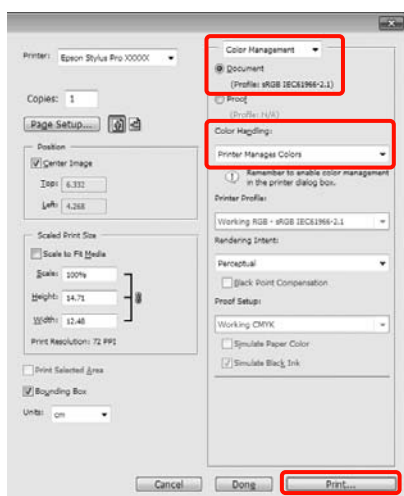 Printer: Epson Stylus Pro XXXXX
Copies: 1
Page Setup...
Position
Center Image
Top: 6.332
Left: 4.268
Scaled Print Size
Scale to Fit Media
Scale: 100%
Height: 14.71
Width: 12.48
Print Resolution: 72 PPI
Print Selected Area
Bounding Box
Units: cm
Color Management
Document
(Profile: sRGB IEC61966-2.1)
Proof
(Profile: N/A)
Color Handling:
Printer Manages Colors
Remember to enable color management
in the printer dialog box.
Printer Profile:
Working RGB - sRGB IEC61966-2.1
Rendering Intent:
Perceptual
Black Point Compensation
Proof Setup:
Working CMYK
Simulate Paper Color
Simulate Black Ink
Cancel
Done
Print...